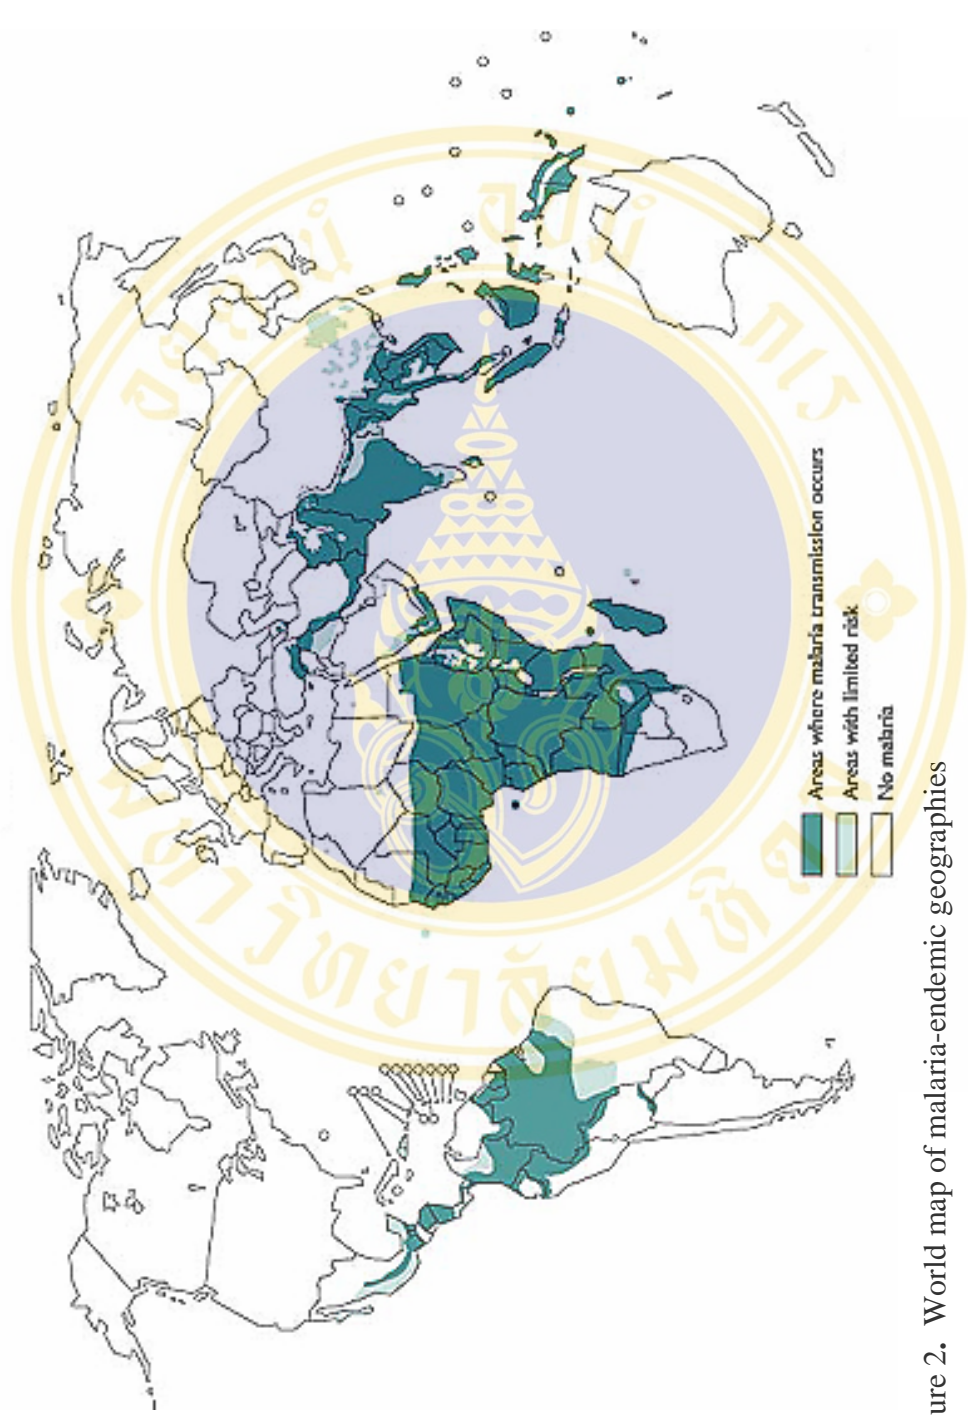 Areas where malaria transmission occurs
Areas with limited risk
No malaria
ure 2. World map of malaria-endemic geographies